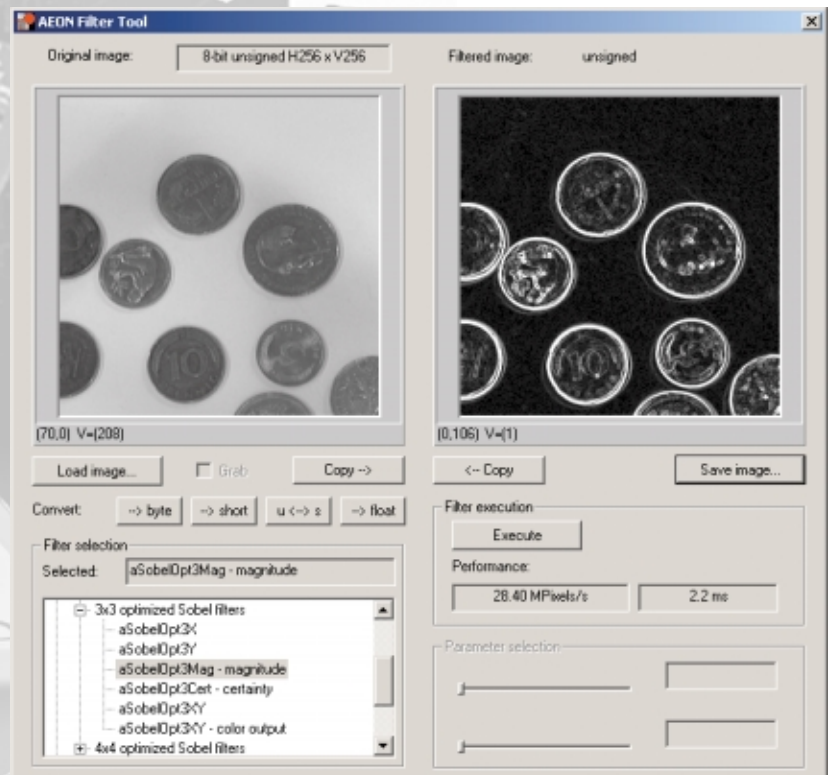 AEON Filter Tool
Original image: 8-bit unsigned H256 x V256
Filtered image: unsigned
10
10
(70,0) V=(208)
(0,106) V=(1)
Load image... Grab Copy -->
<-- Copy Save image...
Convert: --> byte --> short u <--> s --> float
Filter execution
Execute
Performance:
28.40 MPixels/s 2.2 ms
Filter selection
Selected: aSobelOpt3Mag - magnitude
3x3 optimized Sobel filters
aSobelOpt3X
aSobelOpt3Y
aSobelOpt3Mag - magnitude
aSobelOpt3Cert - certainty
aSobelOpt3XY
aSobelOpt3XY - color output
4x4 optimized Sobel filters
Parameter selection